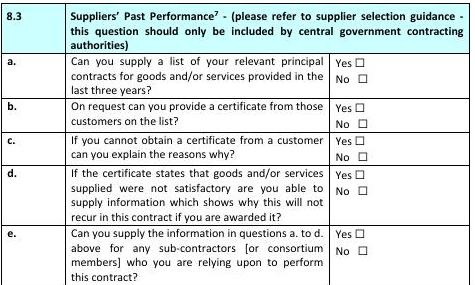 8.3 Suppliers' Past Performance⁷ - (please refer to supplier selection guidance -
this question should only be included by central government contracting
authorities)
a. Can you supply a list of your relevant principal Yes ☐
contracts for goods and/or services provided in the No ☐
last three years?
b. On request can you provide a certificate from those Yes ☐
customers on the list? No ☐
c. If you cannot obtain a certificate from a customer Yes ☐
can you explain the reasons why? No ☐
d. If the certificate states that goods and/or services Yes ☐
supplied were not satisfactory are you able to No ☐
supply information which shows why this will not
recur in this contract if you are awarded it?
e. Can you supply the information in questions a. to d. Yes ☐
above for any sub-contractors [or consortium No ☐
members] who you are relying upon to perform
this contract?